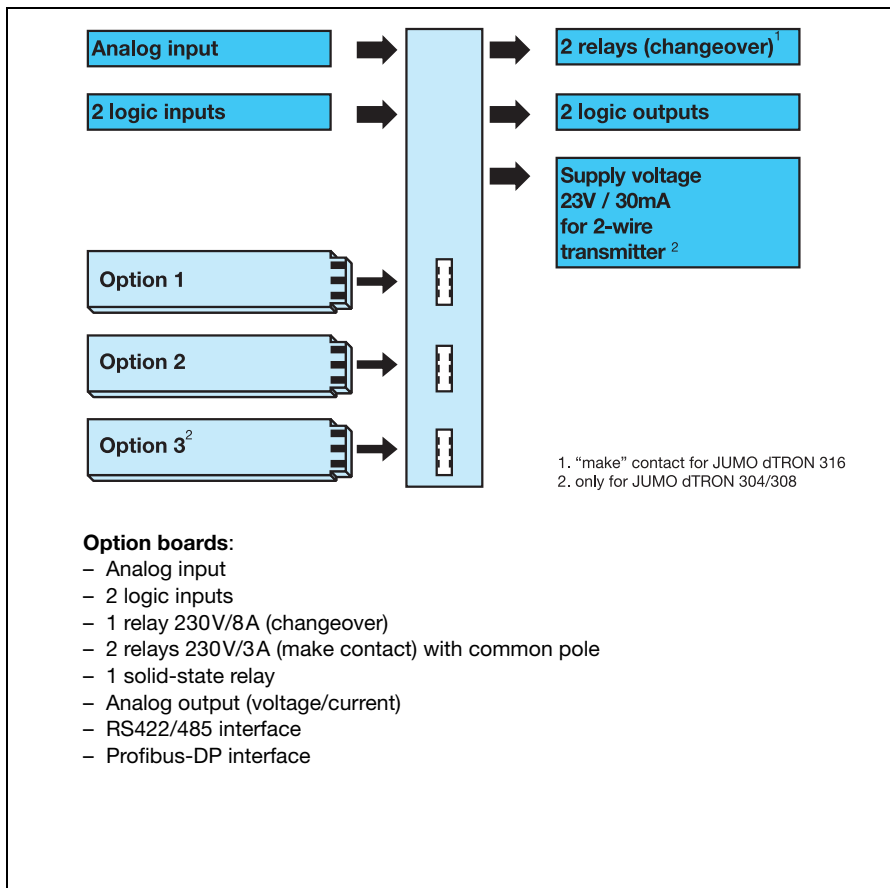 Analog input
2 relays (changeover)1
2 logic inputs
2 logic outputs
Supply voltage
23V / 30mA
for 2-wire
transmitter 2
Option 1
Option 2
Option 32
1. “make” contact for JUMO dTRON 316
2. only for JUMO dTRON 304/308
Option boards:
– Analog input
– 2 logic inputs
– 1 relay 230V/8A (changeover)
– 2 relays 230V/3A (make contact) with common pole
– 1 solid-state relay
– Analog output (voltage/current)
– RS422/485 interface
– Profibus-DP interface